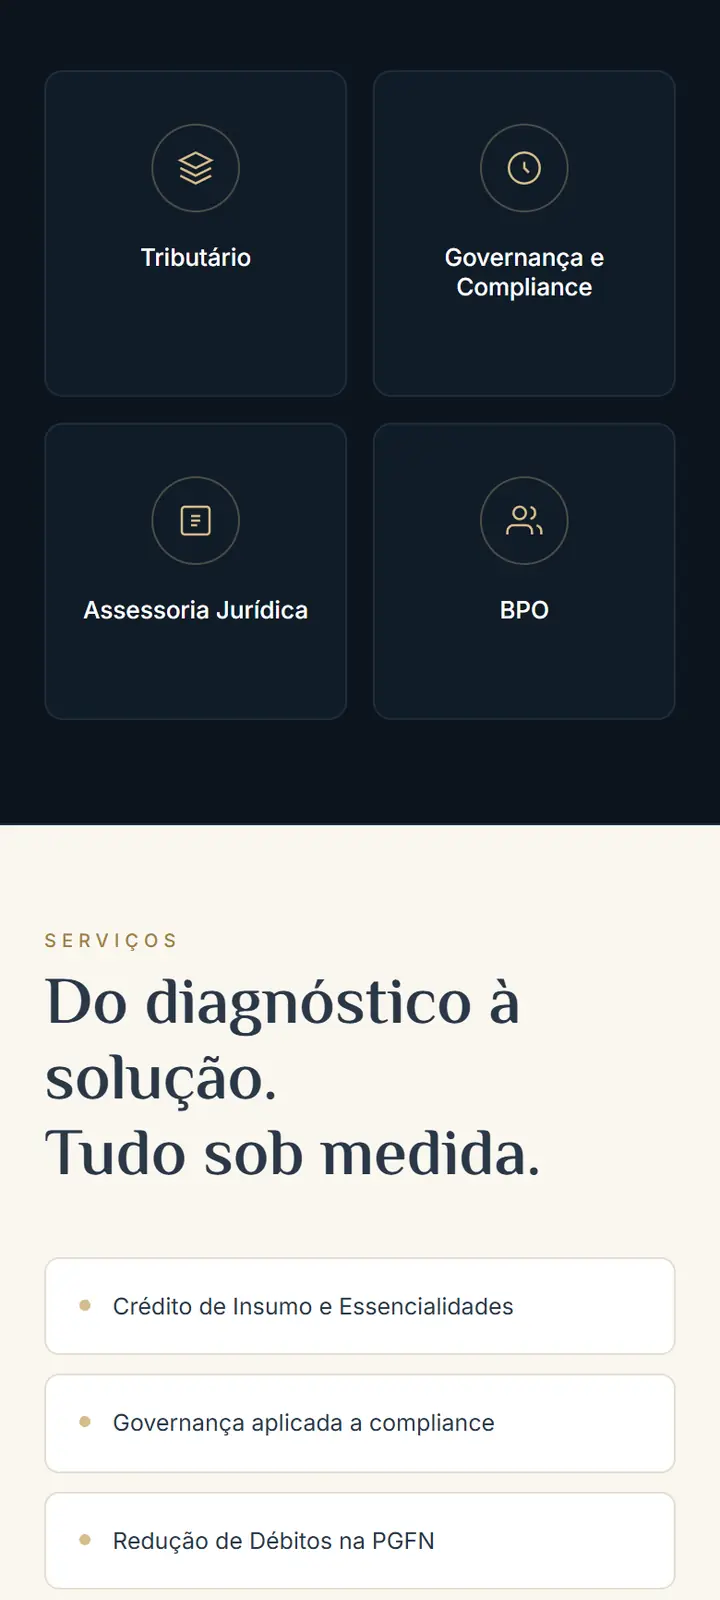 Tributário
Governança e
Compliance
Assessoria Jurídica
BPO
SERVIÇOS
Do diagnóstico à
solução.
Tudo sob medida.
Crédito de Insumo e Essencialidades
Governança aplicada a compliance
Redução de Débitos na PGFN